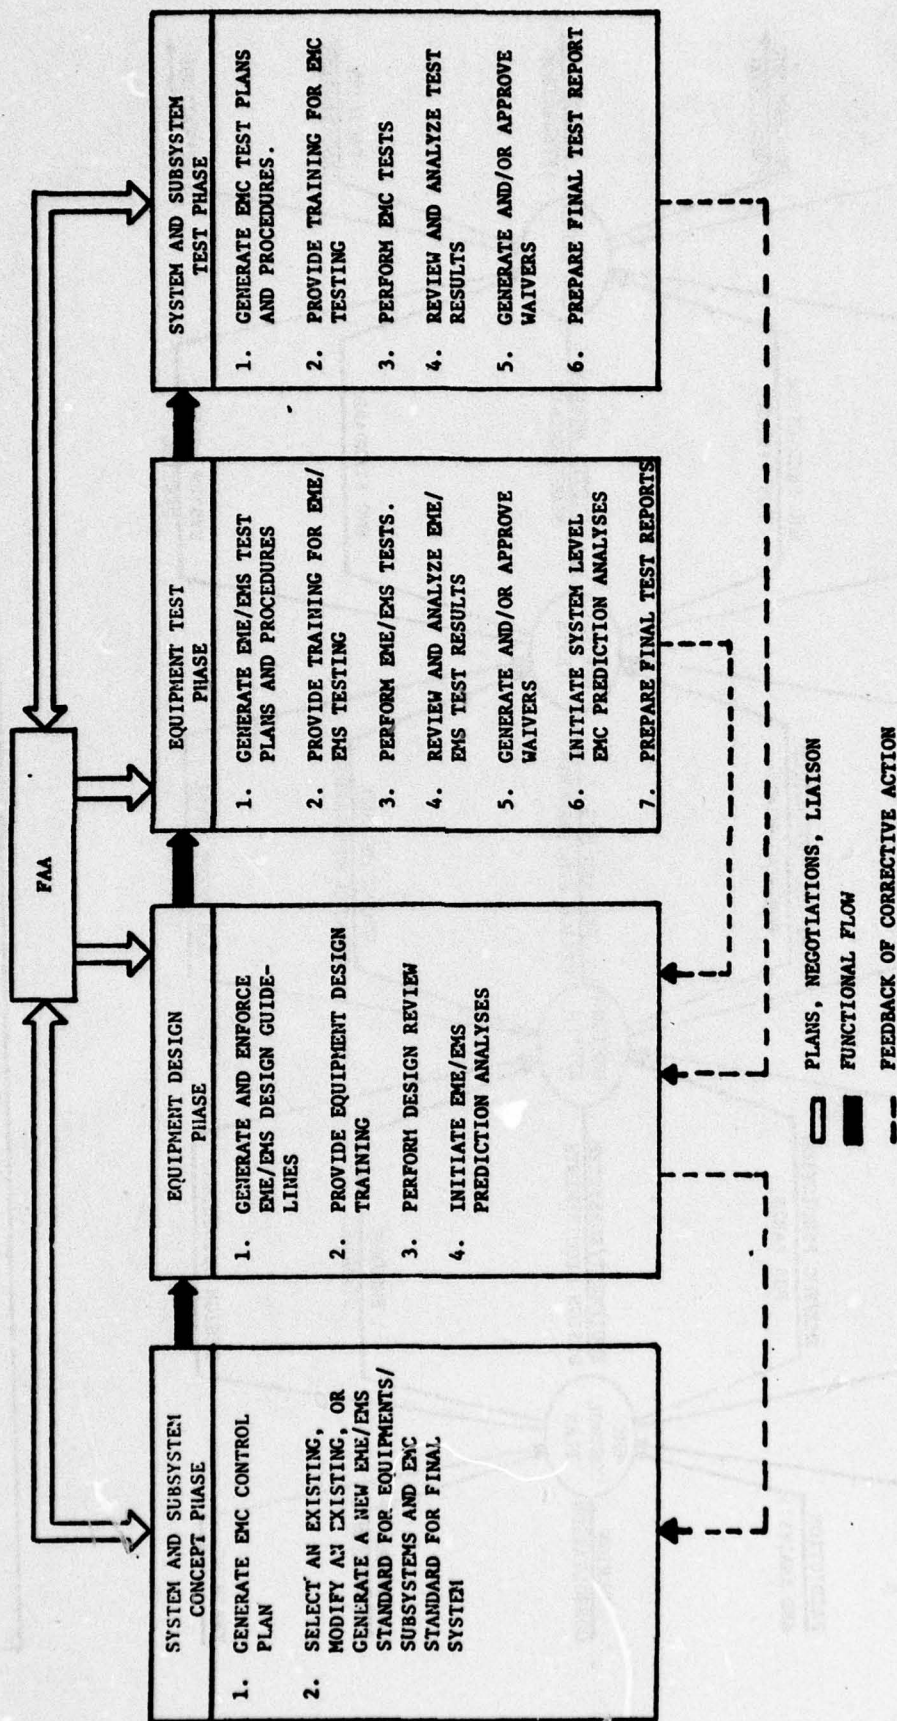 FAA
SYSTEM AND SUBSYSTEM
CONCEPT PHASE
1. GENERATE EMC CONTROL
PLAN
2. SELECT AN EXISTING,
MODIFY AN EXISTING, OR
GENERATE A NEW EME/EMS
STANDARD FOR EQUIPMENTS/
SUBSYSTEMS AND EMC
STANDARD FOR FINAL
SYSTEM
EQUIPMENT DESIGN
PHASE
1. GENERATE AND ENFORCE
EME/EMS DESIGN GUIDE-
LINES
2. PROVIDE EQUIPMENT DESIGN
TRAINING
3. PERFORM DESIGN REVIEW
4. INITIATE EME/EMS
PREDICTION ANALYSES
EQUIPMENT TEST
PHASE
1. GENERATE EME/EMS TEST
PLANS AND PROCEDURES
2. PROVIDE TRAINING FOR EME/
EMS TESTING
3. PERFORM EME/EMS TESTS.
4. REVIEW AND ANALYZE EME/
EMS TEST RESULTS
5. GENERATE AND/OR APPROVE
WAIVERS
6. INITIATE SYSTEM LEVEL
EMC PREDICTION ANALYSES
7. PREPARE FINAL TEST REPORTS
SYSTEM AND SUBSYSTEM
TEST PHASE
1. GENERATE EMC TEST PLANS
AND PROCEDURES.
2. PROVIDE TRAINING FOR EMC
TESTING
3. PERFORM EMC TESTS
4. REVIEW AND ANALYZE TEST
RESULTS
5. GENERATE AND/OR APPROVE
WAIVERS
6. PREPARE FINAL TEST REPORT
PLANS, NEGOTIATIONS, LIAISON
FUNCTIONAL FLOW
FEEDBACK OF CORRECTIVE ACTION